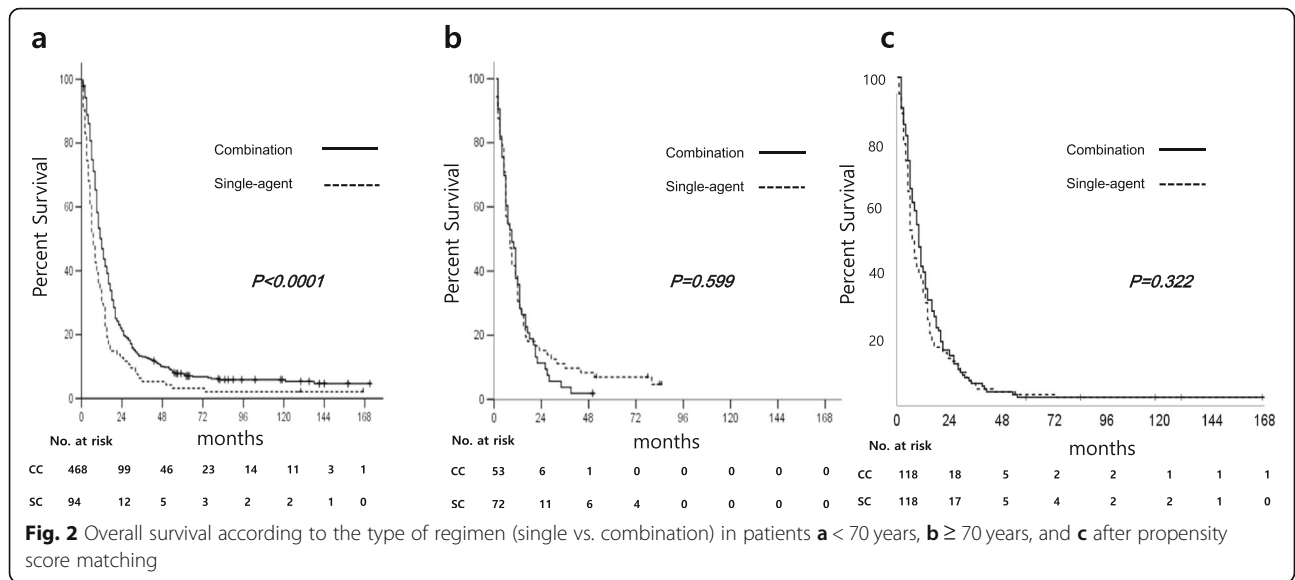 a
100
80
60
40
20
0
Percent Survival
Combination
Single-agent
P<0.0001
0 24 48 72 96 120 144 168
months
No. at risk
CC 468 99 46 23 14 11 3 1
SC 94 12 5 3 2 2 1 0
b
100
80
60
40
20
0
Percent Survival
Combination
Single-agent
P=0.599
0 24 48 72 96 120 144 168
months
No. at risk
CC 53 6 1 0 0 0 0 0
SC 72 11 6 4 0 0 0 0
c
100
80
60
40
20
Percent Survival
Combination
Single-agent
P=0.322
0 24 48 72 96 120 144 168
months
No. at risk
CC 118 18 5 2 2 1 1 1
SC 118 17 5 4 2 2 1 0
Fig. 2 Overall survival according to the type of regimen (single vs. combination) in patients a < 70 years, b ≥ 70 years, and c after propensity
score matching